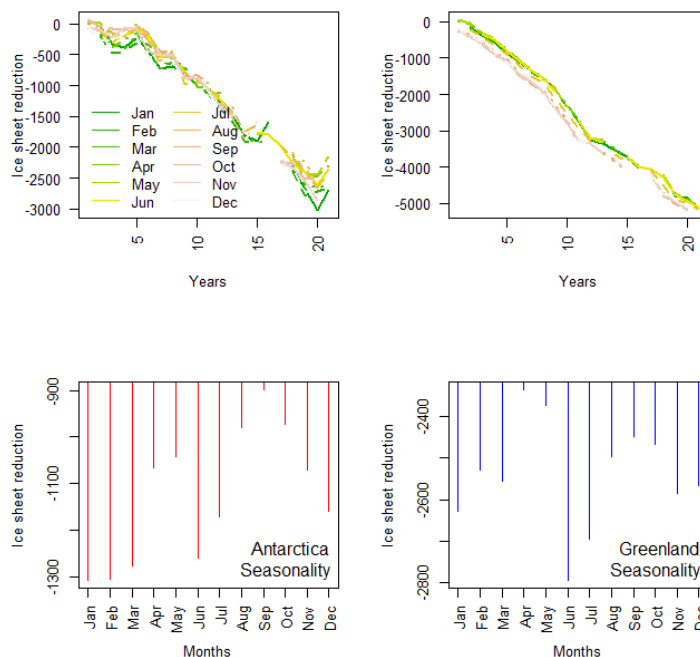 Ice sheet reduction
0
-500
-1000
-1500
-2000
-2500
-3000
Jan
Feb
Mar
Apr
May
Jun
Jul
Aug
Sep
Oct
Nov
Dec
5
10
15
20
Years
Ice sheet reduction
0
-1000
-2000
-3000
-4000
-5000
5
10
15
20
Years
Ice sheet reduction
-900
-1100
-1300
Antarctica
Seasonality
Jan
Feb
Mar
Apr
May
Jun
Jul
Aug
Sep
Oct
Nov
Dec
Months
Ice sheet reduction
-2400
-2600
-2800
Greenland
Seasonality
Jan
Feb
Mar
Apr
May
Jun
Jul
Aug
Sep
Oct
Nov
Dec
Months